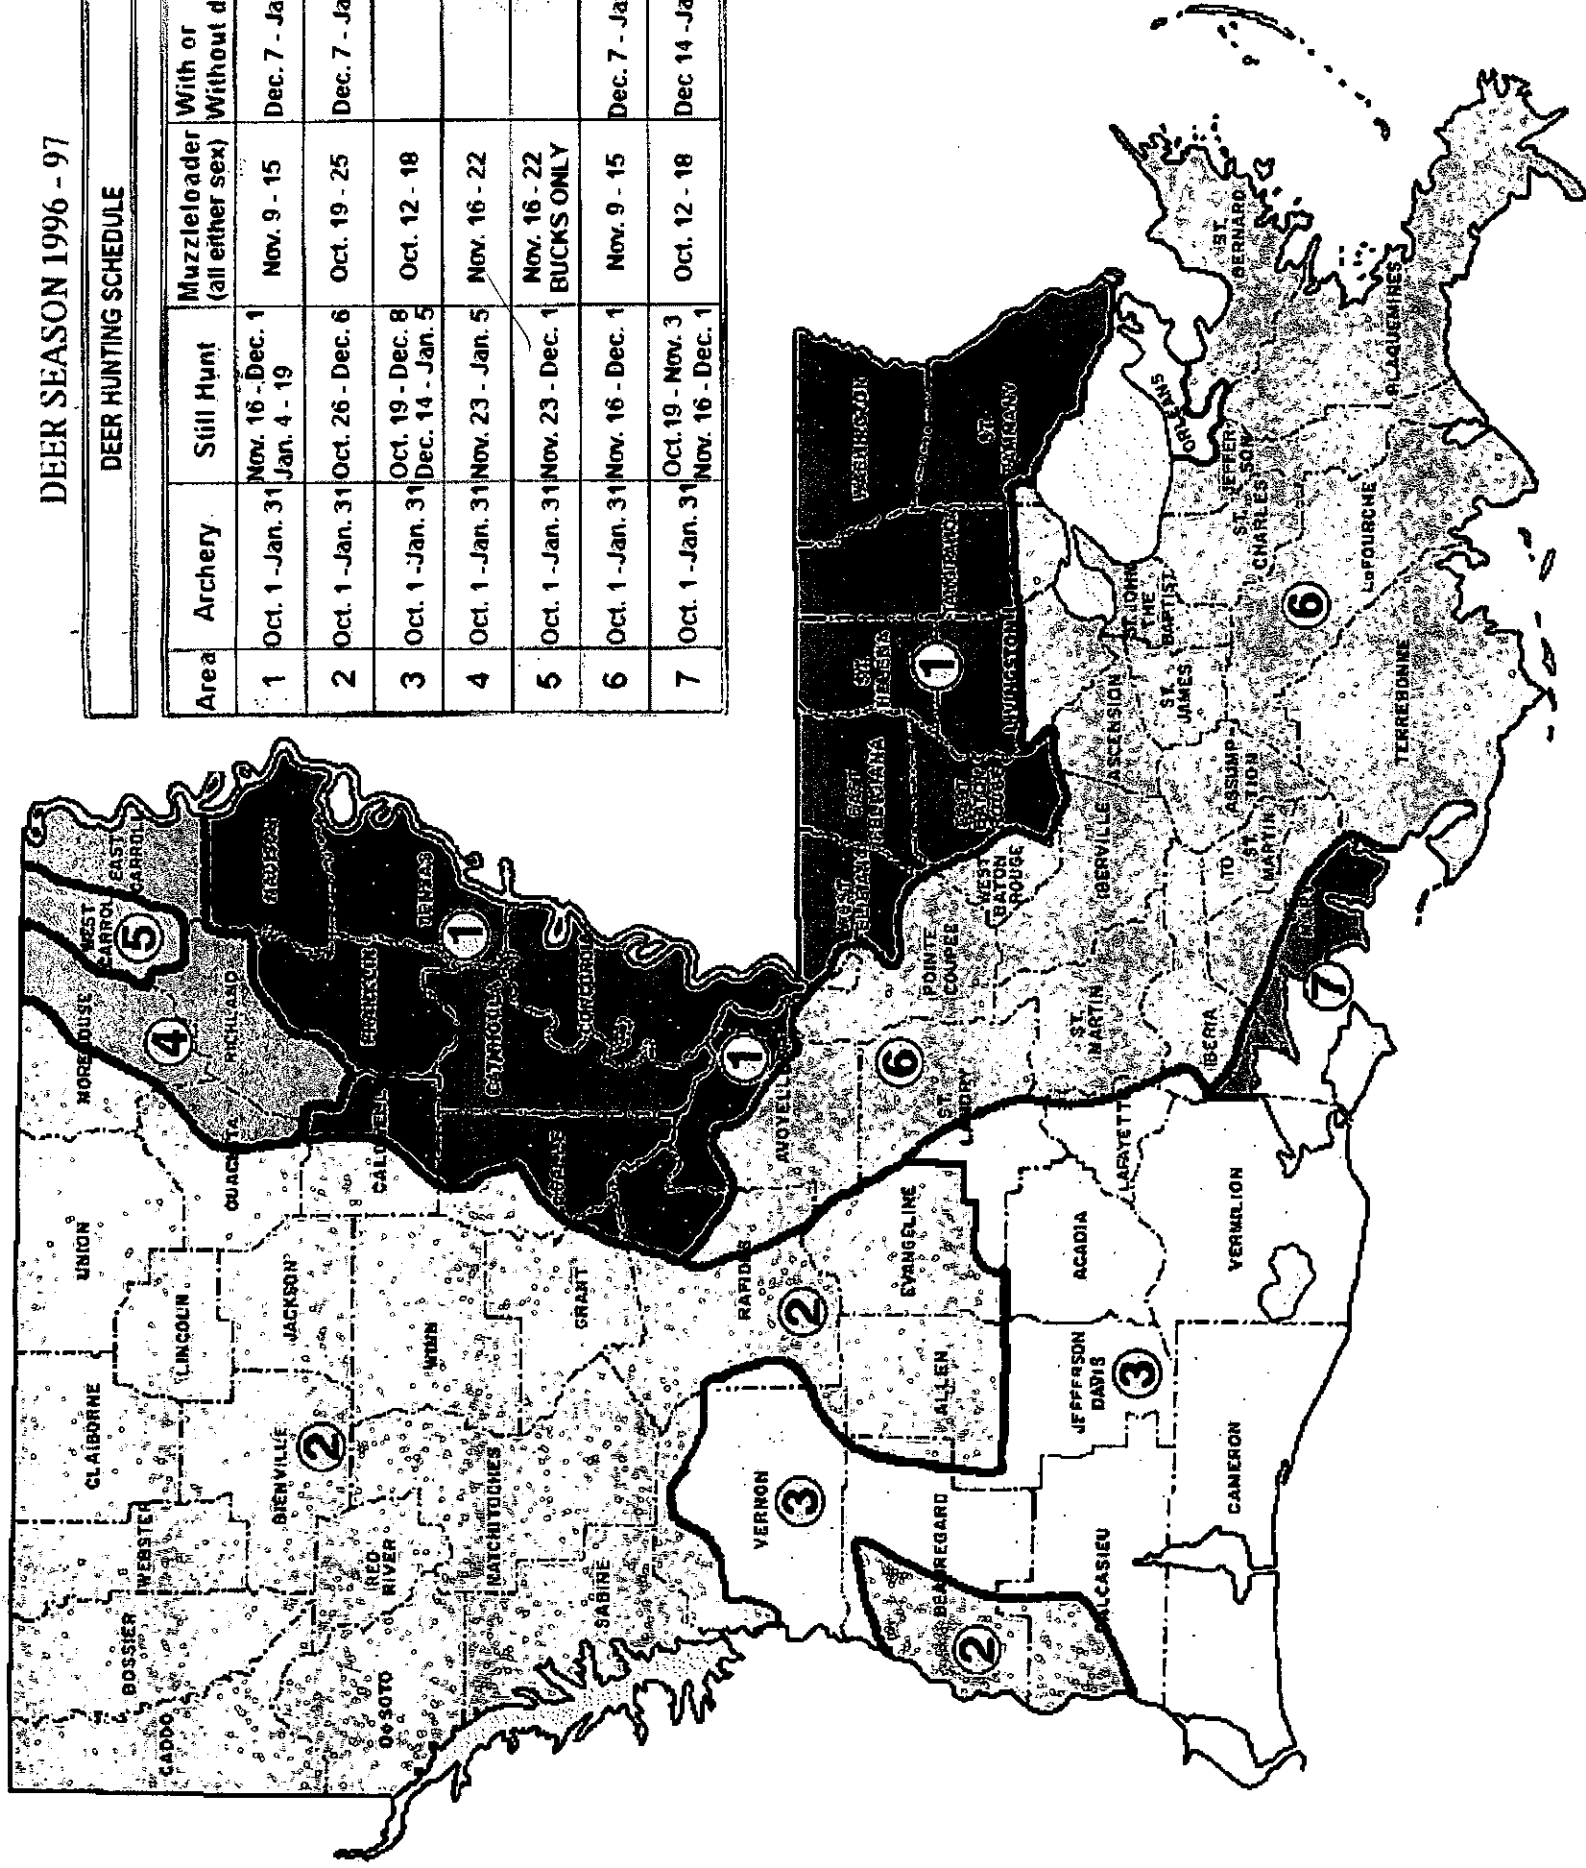 DEER SEASON 1996 - 97
DEER HUNTING SCHEDULE
Area Archery Still Hunt Muzzleloader (all either sex) With or Without
1 Oct. 1 -Jan. 31 Nov. 16 -Dec. 1 Jan. 4 - 19 Nov. 9 - 15 Dec. 7 -
2 Oct. 1 -Jan. 31 Oct. 26 - Dec. 6 Oct. 19 - 25 Dec. 7 -
3 Oct. 1 -Jan. 31 Oct. 19 - Dec. 8 Dec. 14 - Jan. 5 Oct. 12 - 18
4 Oct. 1 -Jan. 31 Nov. 23 - Jan. 5 Nov. 16 - 22
5 Oct. 1 -Jan. 31 Nov. 23 - Dec. 1 Nov. 16 - 22 BUCKS ONLY
6 Oct. 1 -Jan. 31 Nov. 16 - Dec. 1 Nov. 9 - 15 Dec. 7 -
7 Oct. 1 -Jan. 31 Oct. 19 - Nov. 3 Nov. 16 - Dec. 1 Oct. 12 - 18 Dec 14 -
CADDO
BOSSIER
WEBSTER
CLAIBORNE
UNION
MOREHOUSE
WEST CARROLL
EAST CARROLL
5
4
LINCOLN
OUACHITA
RICHLAND
MADISON
BIENVILLE
JACKSON
2
DeSOTO
RED RIVER
WINN
FRANKLIN
TENSAS
1
NATCHITOCHES
CATAHOULA
SABINE
GRANT
CONCORDIA
VERNON
3
RAPIDES
2
AVOYELLES
1
6
BEAUREGARD
2
ALLEN
EVANGELINE
ST. LANDRY
POINTE COUPEE
WEST FELICIANA
EAST FELICIANA
ST. HELENA
WASHINGTON
1
WEST BATON ROUGE
EAST BATON ROUGE
LIVINGSTON
ST. TAMMANY
CALCASIEU
JEFFERSON DAVIS
3
ACADIA
LAFAYETTE
ST. MARTIN
IBERVILLE
ASCENSION
ST. JAMES
ST. JOHN THE BAPTIST
ORLEANS
CAMERON
VERMILION
IBERIA
TO ST. MARTIN
ASSUMPTION
ST. CHARLES
JEFFERSON
ST. BERNARD
7
6
TERREBONNE
LaFOURCHE
PLAQUEMINES